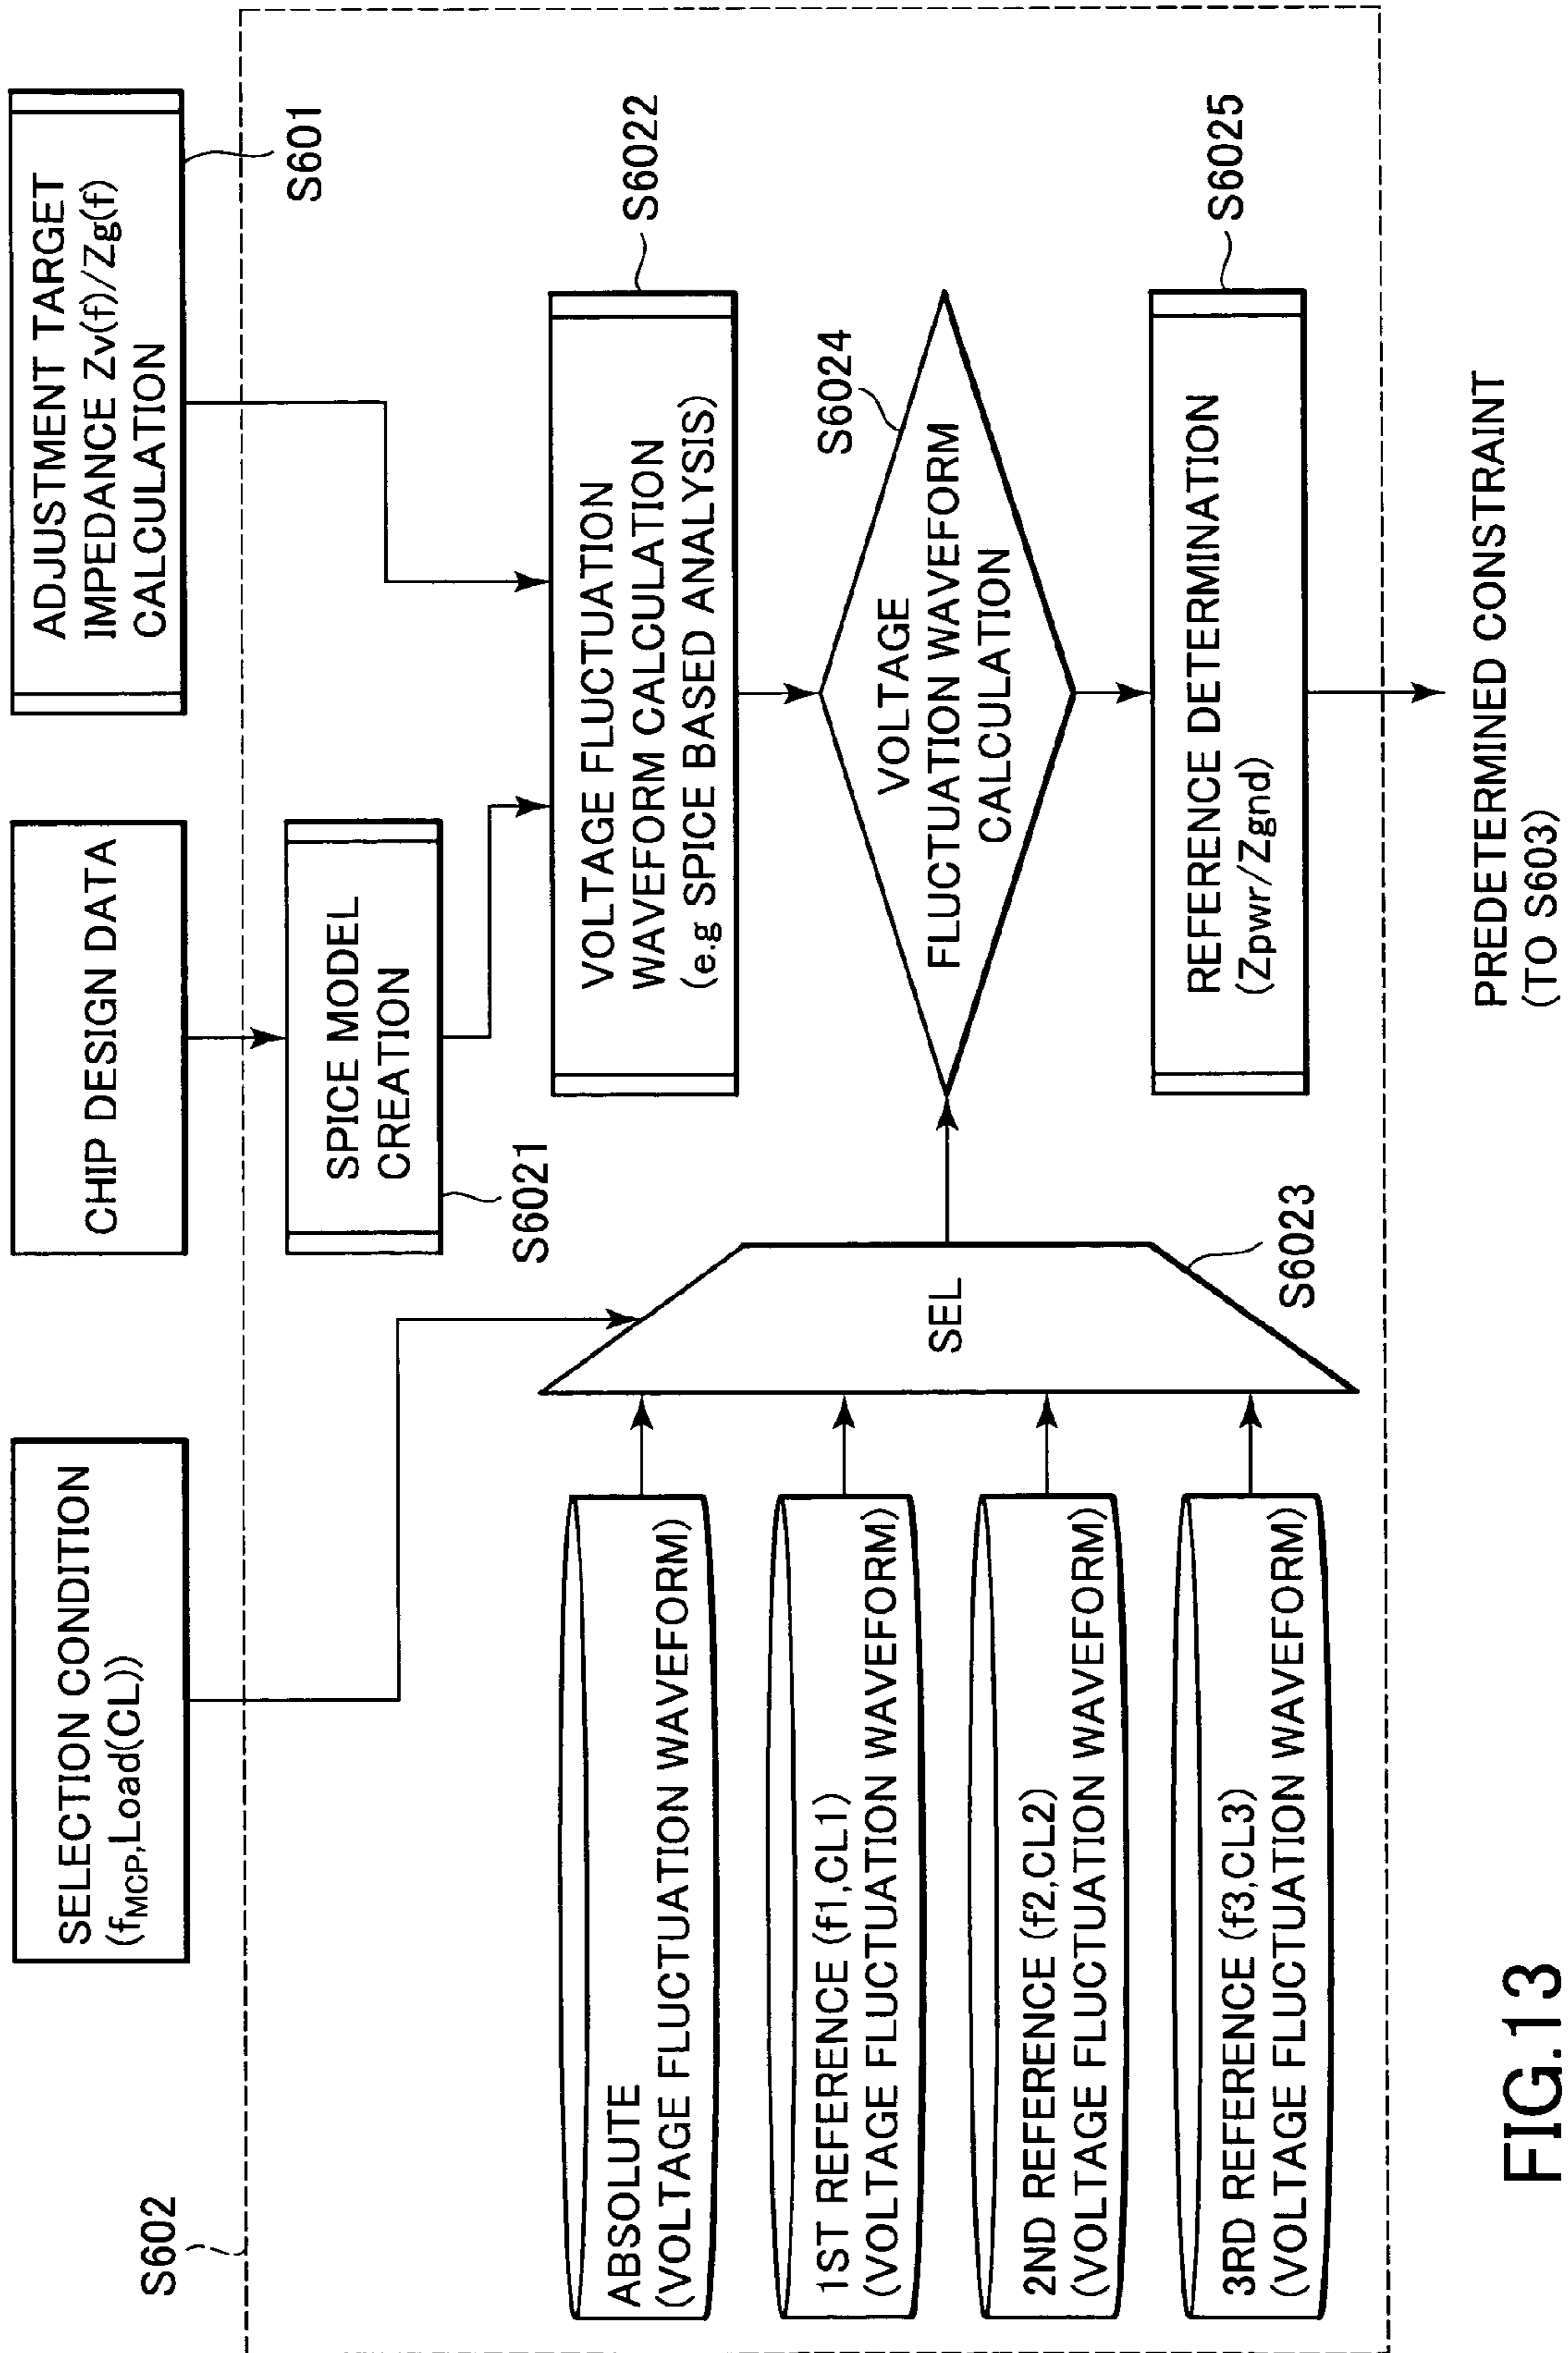 SELECTION CONDITION
(fMCP,Load(CL))
CHIP DESIGN DATA
ADJUSTMENT TARGET
IMPEDANCE Zv(f)/Zg(f)
CALCULATION
S601
S602
SPICE MODEL
CREATION
S6021
VOLTAGE FLUCTUATION
WAVEFORM CALCULATION
(e.g SPICE BASED ANALYSIS)
S6022
ABSOLUTE
(VOLTAGE FLUCTUATION WAVEFORM)
1ST REFERENCE (f1,CL1)
(VOLTAGE FLUCTUATION WAVEFORM)
2ND REFERENCE (f2,CL2)
(VOLTAGE FLUCTUATION WAVEFORM)
3RD REFERENCE (f3,CL3)
(VOLTAGE FLUCTUATION WAVEFORM)
SEL
S6023
VOLTAGE
FLUCTUATION WAVEFORM
CALCULATION
S6024
REFERENCE DETERMINATION
(Zpwr/Zgnd)
S6025
PREDETERMINED CONSTRAINT
(TO S603)
FIG.13